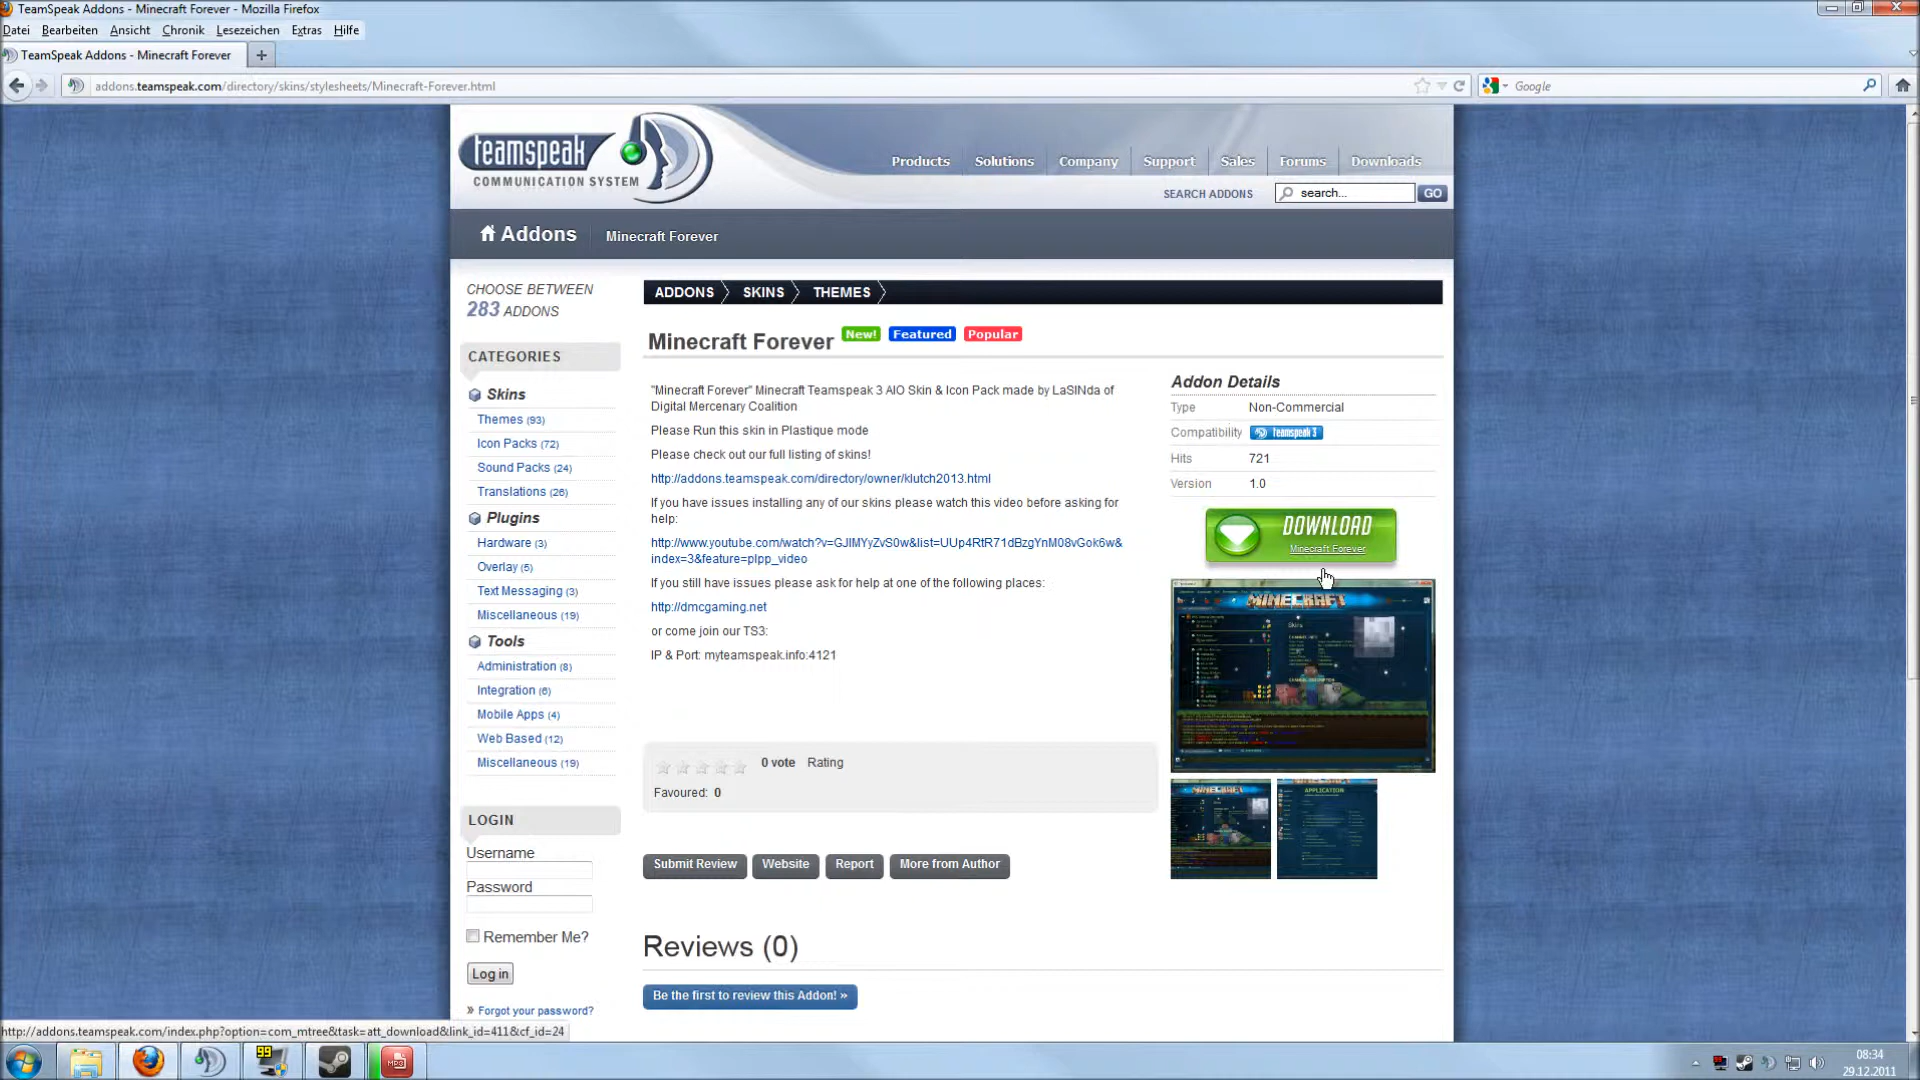 TeamSpeak Addons - Minecraft Forever - Mozilla Firefox
Datei Bearbeiten Ansicht Chronik Lesezeichen Extras Hilfe
TeamSpeak Addons - Minecraft Forever
addons.teamspeak.com/directory/skins/stylesheets/Minecraft-Forever.html
Google
teamspeak
COMMUNICATION SYSTEM
Products Solutions Company Support Sales Forums Downloads
SEARCH ADDONS search... GO
Addons Minecraft Forever
CHOOSE BETWEEN
283 ADDONS
CATEGORIES
Skins
Themes (93)
Icon Packs (72)
Sound Packs (24)
Translations (26)
Plugins
Hardware (3)
Overlay (5)
Text Messaging (3)
Miscellaneous (19)
Tools
Administration (8)
Integration (6)
Mobile Apps (4)
Web Based (12)
Miscellaneous (19)
LOGIN
Username
Password
Remember Me?
Log in
» Forgot your password?
ADDONS SKINS THEMES
Minecraft Forever New! Featured Popular
"Minecraft Forever" Minecraft Teamspeak 3 AIO Skin & Icon Pack made by LaSINda of
Digital Mercenary Coalition
Please Run this skin in Plastique mode
Please check out our full listing of skins!
http://addons.teamspeak.com/directory/owner/klutch2013.html
If you have issues installing any of our skins please watch this video before asking for
help:
http://www.youtube.com/watch?v=GJIMYyZvS0w&list=UUp4RtR71dBzgYnM08vGok6w&
index=3&feature=plpp_video
If you still have issues please ask for help at one of the following places:
http://dmcgaming.net
or come join our TS3:
IP & Port: myteamspeak.info:4121
0 vote Rating
Favoured: 0
Submit Review Website Report More from Author
Reviews (0)
Be the first to review this Addon! »
Addon Details
Type Non-Commercial
Compatibility Teamspeak 3
Hits 721
Version 1.0
DOWNLOAD
Minecraft Forever
MINECRAFT
Skins
MINECRAFT
APPLICATION
http://addons.teamspeak.com/index.php?option=com_mtree&task=att_download&link_id=411&cf_id=24
99
MP3
08:34
29.12.2011